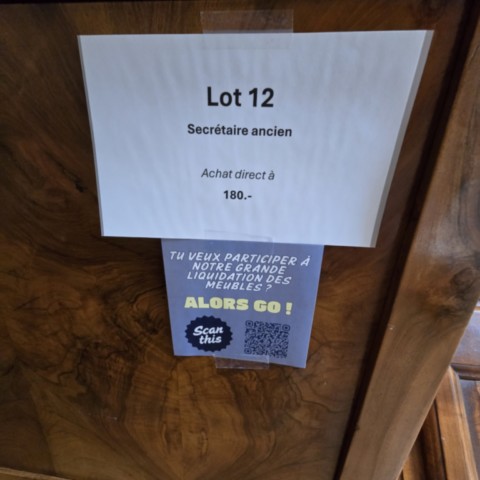 Lot 12
Secrétaire ancien
Achat direct à
180.-
TU VEUX PARTICIPER À
NOTRE GRANDE
LIQUIDATION DES
MEUBLES ?
ALORS GO !
Scan
this